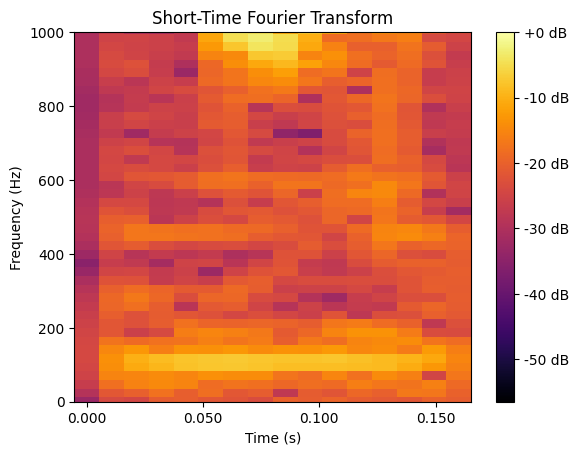 Short-Time Fourier Transform
Frequency (Hz)
1000
800
600
400
200
0
0.000
0.050
0.100
0.150
Time (s)
+0 dB
-10 dB
-20 dB
-30 dB
-40 dB
-50 dB